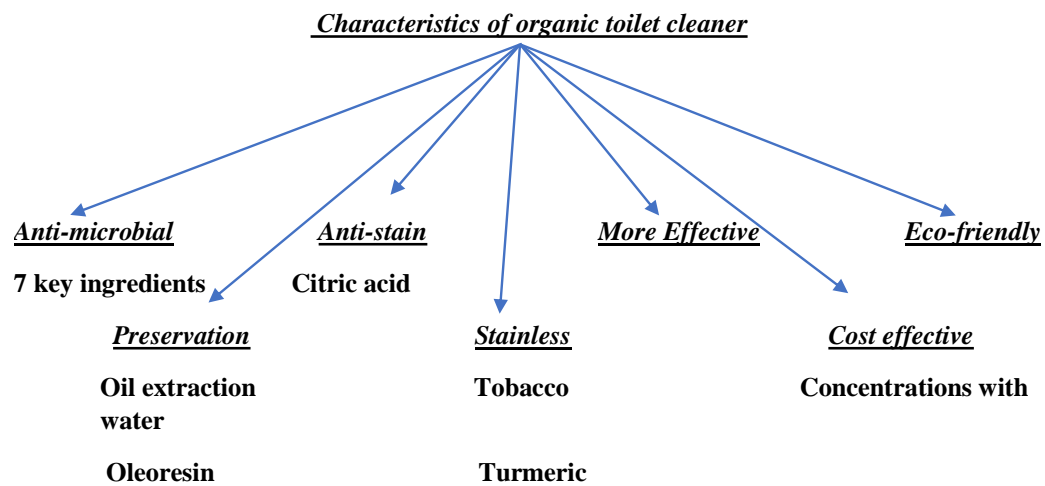 Characteristics of organic toilet cleaner
Anti-microbial
Anti-stain
More Effective
Eco-friendly
7 key ingredients
Citric acid
Preservation
Stainless
Cost effective
Oil extraction
Tobacco
Concentrations with
water
Oleoresin
Turmeric